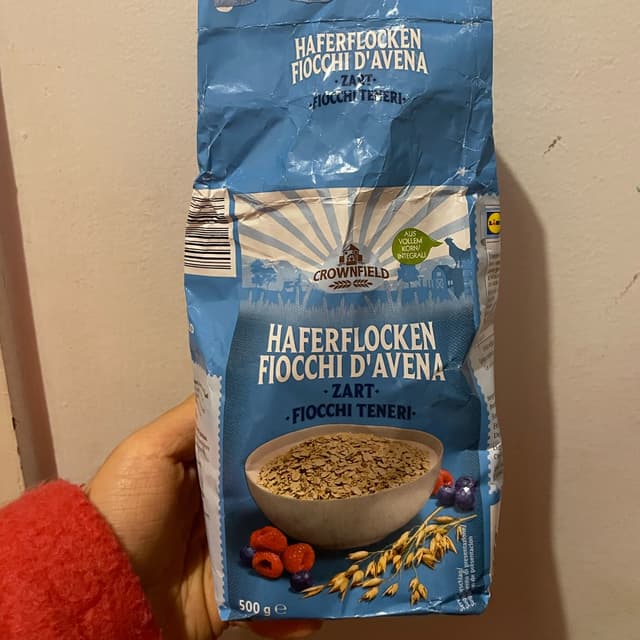 HAFERFLOCKEN
FIOCCHI D'AVENA
· ZART ·
· FIOCCHI TENERI ·
AUS
VOLLEM
KORN/
INTEGRALI
CROWNFIELD
HAFERFLOCKEN
FIOCCHI D'AVENA
· ZART ·
· FIOCCHI TENERI ·
500 g ℮